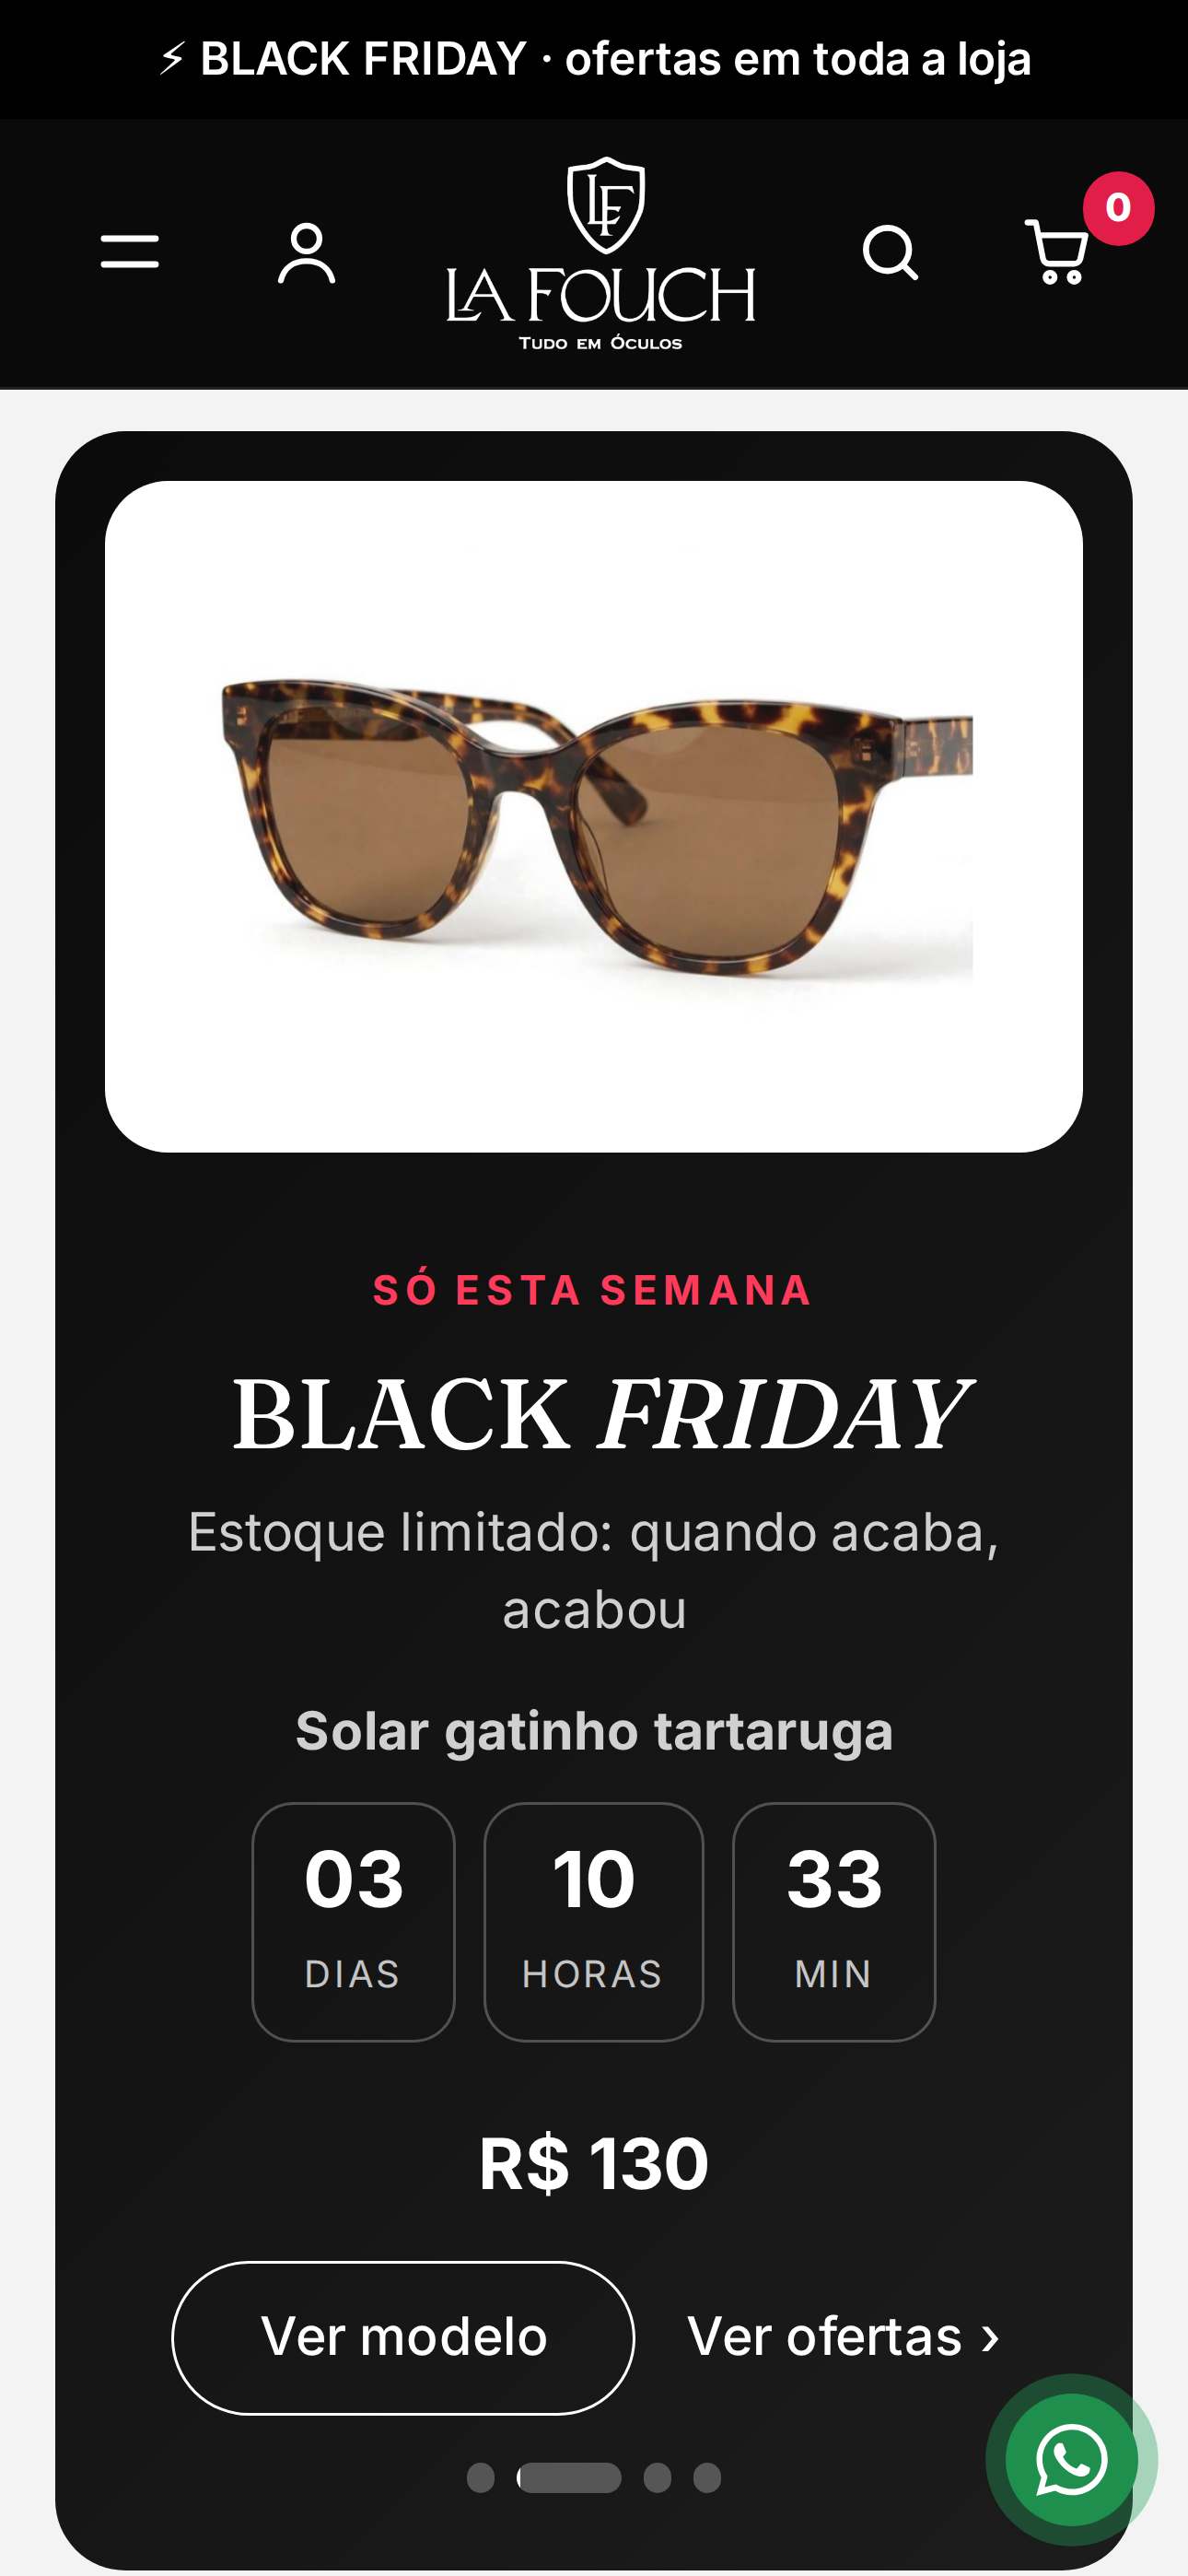 ⚡ BLACK FRIDAY · ofertas em toda a loja
0
LF
LA FOUCH
TUDO EM ÓCULOS
SÓ ESTA SEMANA
BLACK FRIDAY
Estoque limitado: quando acaba,
acabou
Solar gatinho tartaruga
03 10 33
DIAS HORAS MIN
R$ 130
Ver modelo Ver ofertas ›